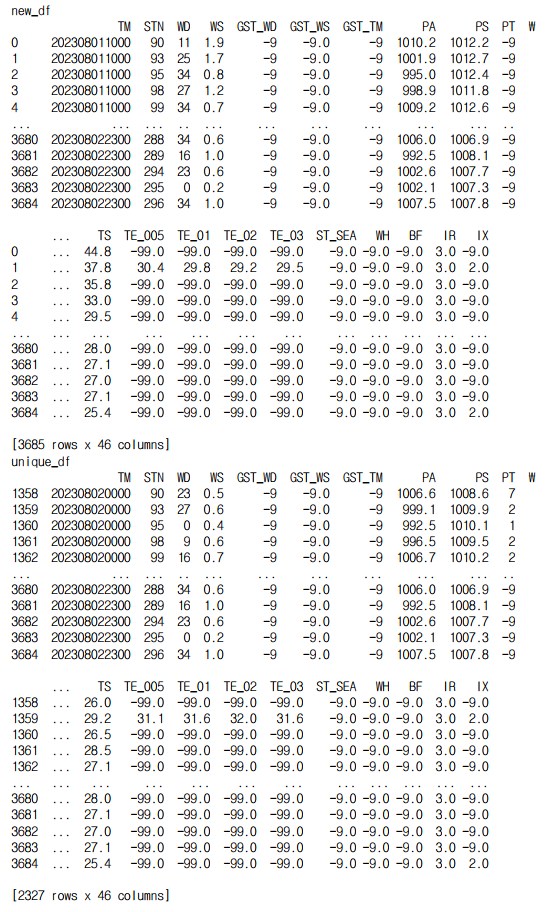 new_df
TM STN WD WS GST_WD GST_WS GST_TM PA PS PT W
0 202308011000 90 11 1.9 -9 -9.0 -9 1010.2 1012.2 -9
1 202308011000 93 25 1.7 -9 -9.0 -9 1001.9 1012.7 -9
2 202308011000 95 34 0.8 -9 -9.0 -9 995.0 1012.4 -9
3 202308011000 98 27 1.2 -9 -9.0 -9 998.9 1011.8 -9
4 202308011000 99 34 0.7 -9 -9.0 -9 1009.2 1012.6 -9
... ... ... .. ... ... ... ... ... ... ..
3680 202308022300 288 34 0.6 -9 -9.0 -9 1006.0 1006.9 -9
3681 202308022300 289 16 1.0 -9 -9.0 -9 992.5 1008.1 -9
3682 202308022300 294 23 0.6 -9 -9.0 -9 1002.6 1007.7 -9
3683 202308022300 295 0 0.2 -9 -9.0 -9 1002.1 1007.3 -9
3684 202308022300 296 34 1.0 -9 -9.0 -9 1007.5 1007.8 -9
... TS TE_005 TE_01 TE_02 TE_03 ST_SEA WH BF IR IX
0 ... 44.8 -99.0 -99.0 -99.0 -99.0 -9.0 -9.0 -9.0 3.0 -9.0
1 ... 37.8 30.4 29.8 29.2 29.5 -9.0 -9.0 -9.0 3.0 2.0
2 ... 35.8 -99.0 -99.0 -99.0 -99.0 -9.0 -9.0 -9.0 3.0 -9.0
3 ... 33.0 -99.0 -99.0 -99.0 -99.0 -9.0 -9.0 -9.0 3.0 -9.0
4 ... 29.5 -99.0 -99.0 -99.0 -99.0 -9.0 -9.0 -9.0 3.0 -9.0
... ... ... ... ... ... ... ... ... ... ... ...
3680 ... 28.0 -99.0 -99.0 -99.0 -99.0 -9.0 -9.0 -9.0 3.0 -9.0
3681 ... 27.1 -99.0 -99.0 -99.0 -99.0 -9.0 -9.0 -9.0 3.0 -9.0
3682 ... 27.0 -99.0 -99.0 -99.0 -99.0 -9.0 -9.0 -9.0 3.0 -9.0
3683 ... 27.1 -99.0 -99.0 -99.0 -99.0 -9.0 -9.0 -9.0 3.0 -9.0
3684 ... 25.4 -99.0 -99.0 -99.0 -99.0 -9.0 -9.0 -9.0 3.0 2.0
[3685 rows x 46 columns]
unique_df
TM STN WD WS GST_WD GST_WS GST_TM PA PS PT W
1358 202308020000 90 23 0.5 -9 -9.0 -9 1006.6 1008.6 7
1359 202308020000 93 27 0.6 -9 -9.0 -9 999.1 1009.9 2
1360 202308020000 95 0 0.4 -9 -9.0 -9 992.5 1010.1 1
1361 202308020000 98 9 0.6 -9 -9.0 -9 996.5 1009.5 2
1362 202308020000 99 16 0.7 -9 -9.0 -9 1006.7 1010.2 2
... ... ... .. ... ... ... ... ... ... ..
3680 202308022300 288 34 0.6 -9 -9.0 -9 1006.0 1006.9 -9
3681 202308022300 289 16 1.0 -9 -9.0 -9 992.5 1008.1 -9
3682 202308022300 294 23 0.6 -9 -9.0 -9 1002.6 1007.7 -9
3683 202308022300 295 0 0.2 -9 -9.0 -9 1002.1 1007.3 -9
3684 202308022300 296 34 1.0 -9 -9.0 -9 1007.5 1007.8 -9
... TS TE_005 TE_01 TE_02 TE_03 ST_SEA WH BF IR IX
1358 ... 26.0 -99.0 -99.0 -99.0 -99.0 -9.0 -9.0 -9.0 3.0 -9.0
1359 ... 29.2 31.1 31.6 32.0 31.6 -9.0 -9.0 -9.0 3.0 2.0
1360 ... 26.5 -99.0 -99.0 -99.0 -99.0 -9.0 -9.0 -9.0 3.0 -9.0
1361 ... 28.5 -99.0 -99.0 -99.0 -99.0 -9.0 -9.0 -9.0 3.0 -9.0
1362 ... 27.1 -99.0 -99.0 -99.0 -99.0 -9.0 -9.0 -9.0 3.0 -9.0
... ... ... ... ... ... ... ... ... ... ... ...
3680 ... 28.0 -99.0 -99.0 -99.0 -99.0 -9.0 -9.0 -9.0 3.0 -9.0
3681 ... 27.1 -99.0 -99.0 -99.0 -99.0 -9.0 -9.0 -9.0 3.0 -9.0
3682 ... 27.0 -99.0 -99.0 -99.0 -99.0 -9.0 -9.0 -9.0 3.0 -9.0
3683 ... 27.1 -99.0 -99.0 -99.0 -99.0 -9.0 -9.0 -9.0 3.0 -9.0
3684 ... 25.4 -99.0 -99.0 -99.0 -99.0 -9.0 -9.0 -9.0 3.0 2.0
[2327 rows x 46 columns]